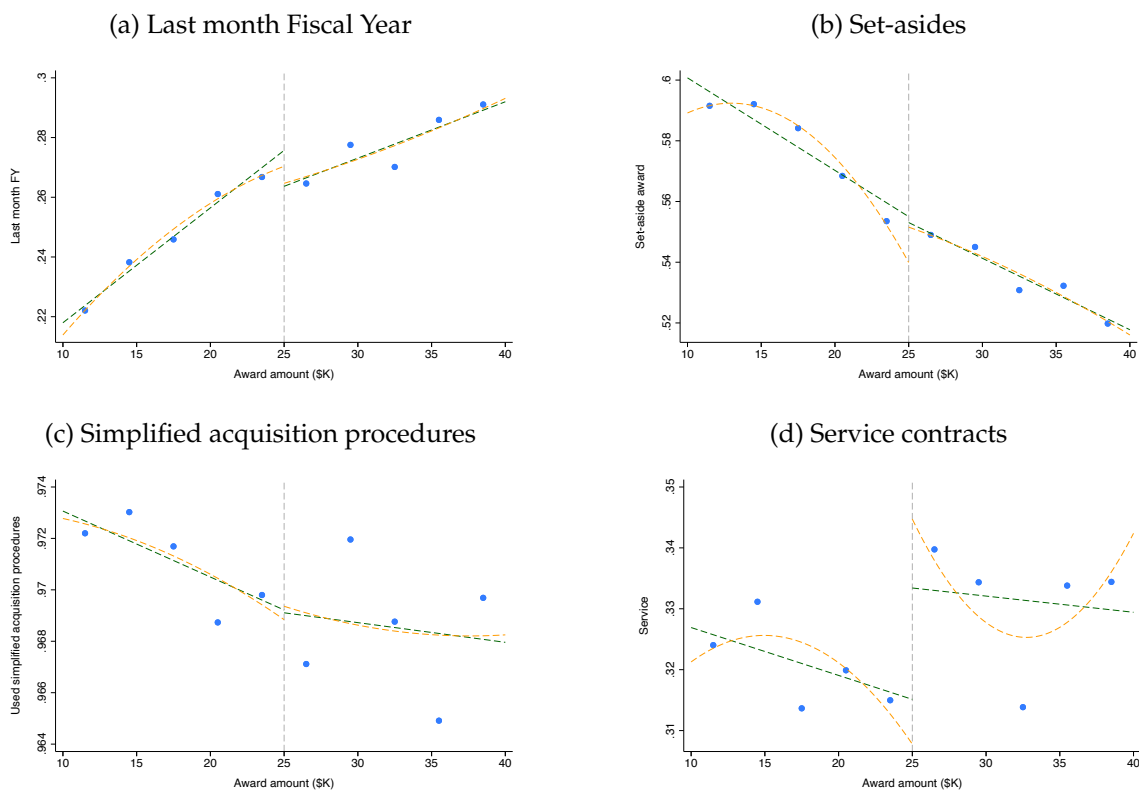 (a) Last month Fiscal Year
Last month FY
.3
.28
.26
.24
.22
10 15 20 25 30 35 40
Award amount ($K)
(b) Set-asides
Set-aside award
.6
.58
.56
.54
.52
10 15 20 25 30 35 40
Award amount ($K)
(c) Simplified acquisition procedures
Used simplified acquisition procedures
.974
.972
.97
.968
.966
.964
10 15 20 25 30 35 40
Award amount ($K)
(d) Service contracts
Service
.35
.34
.33
.32
.31
10 15 20 25 30 35 40
Award amount ($K)